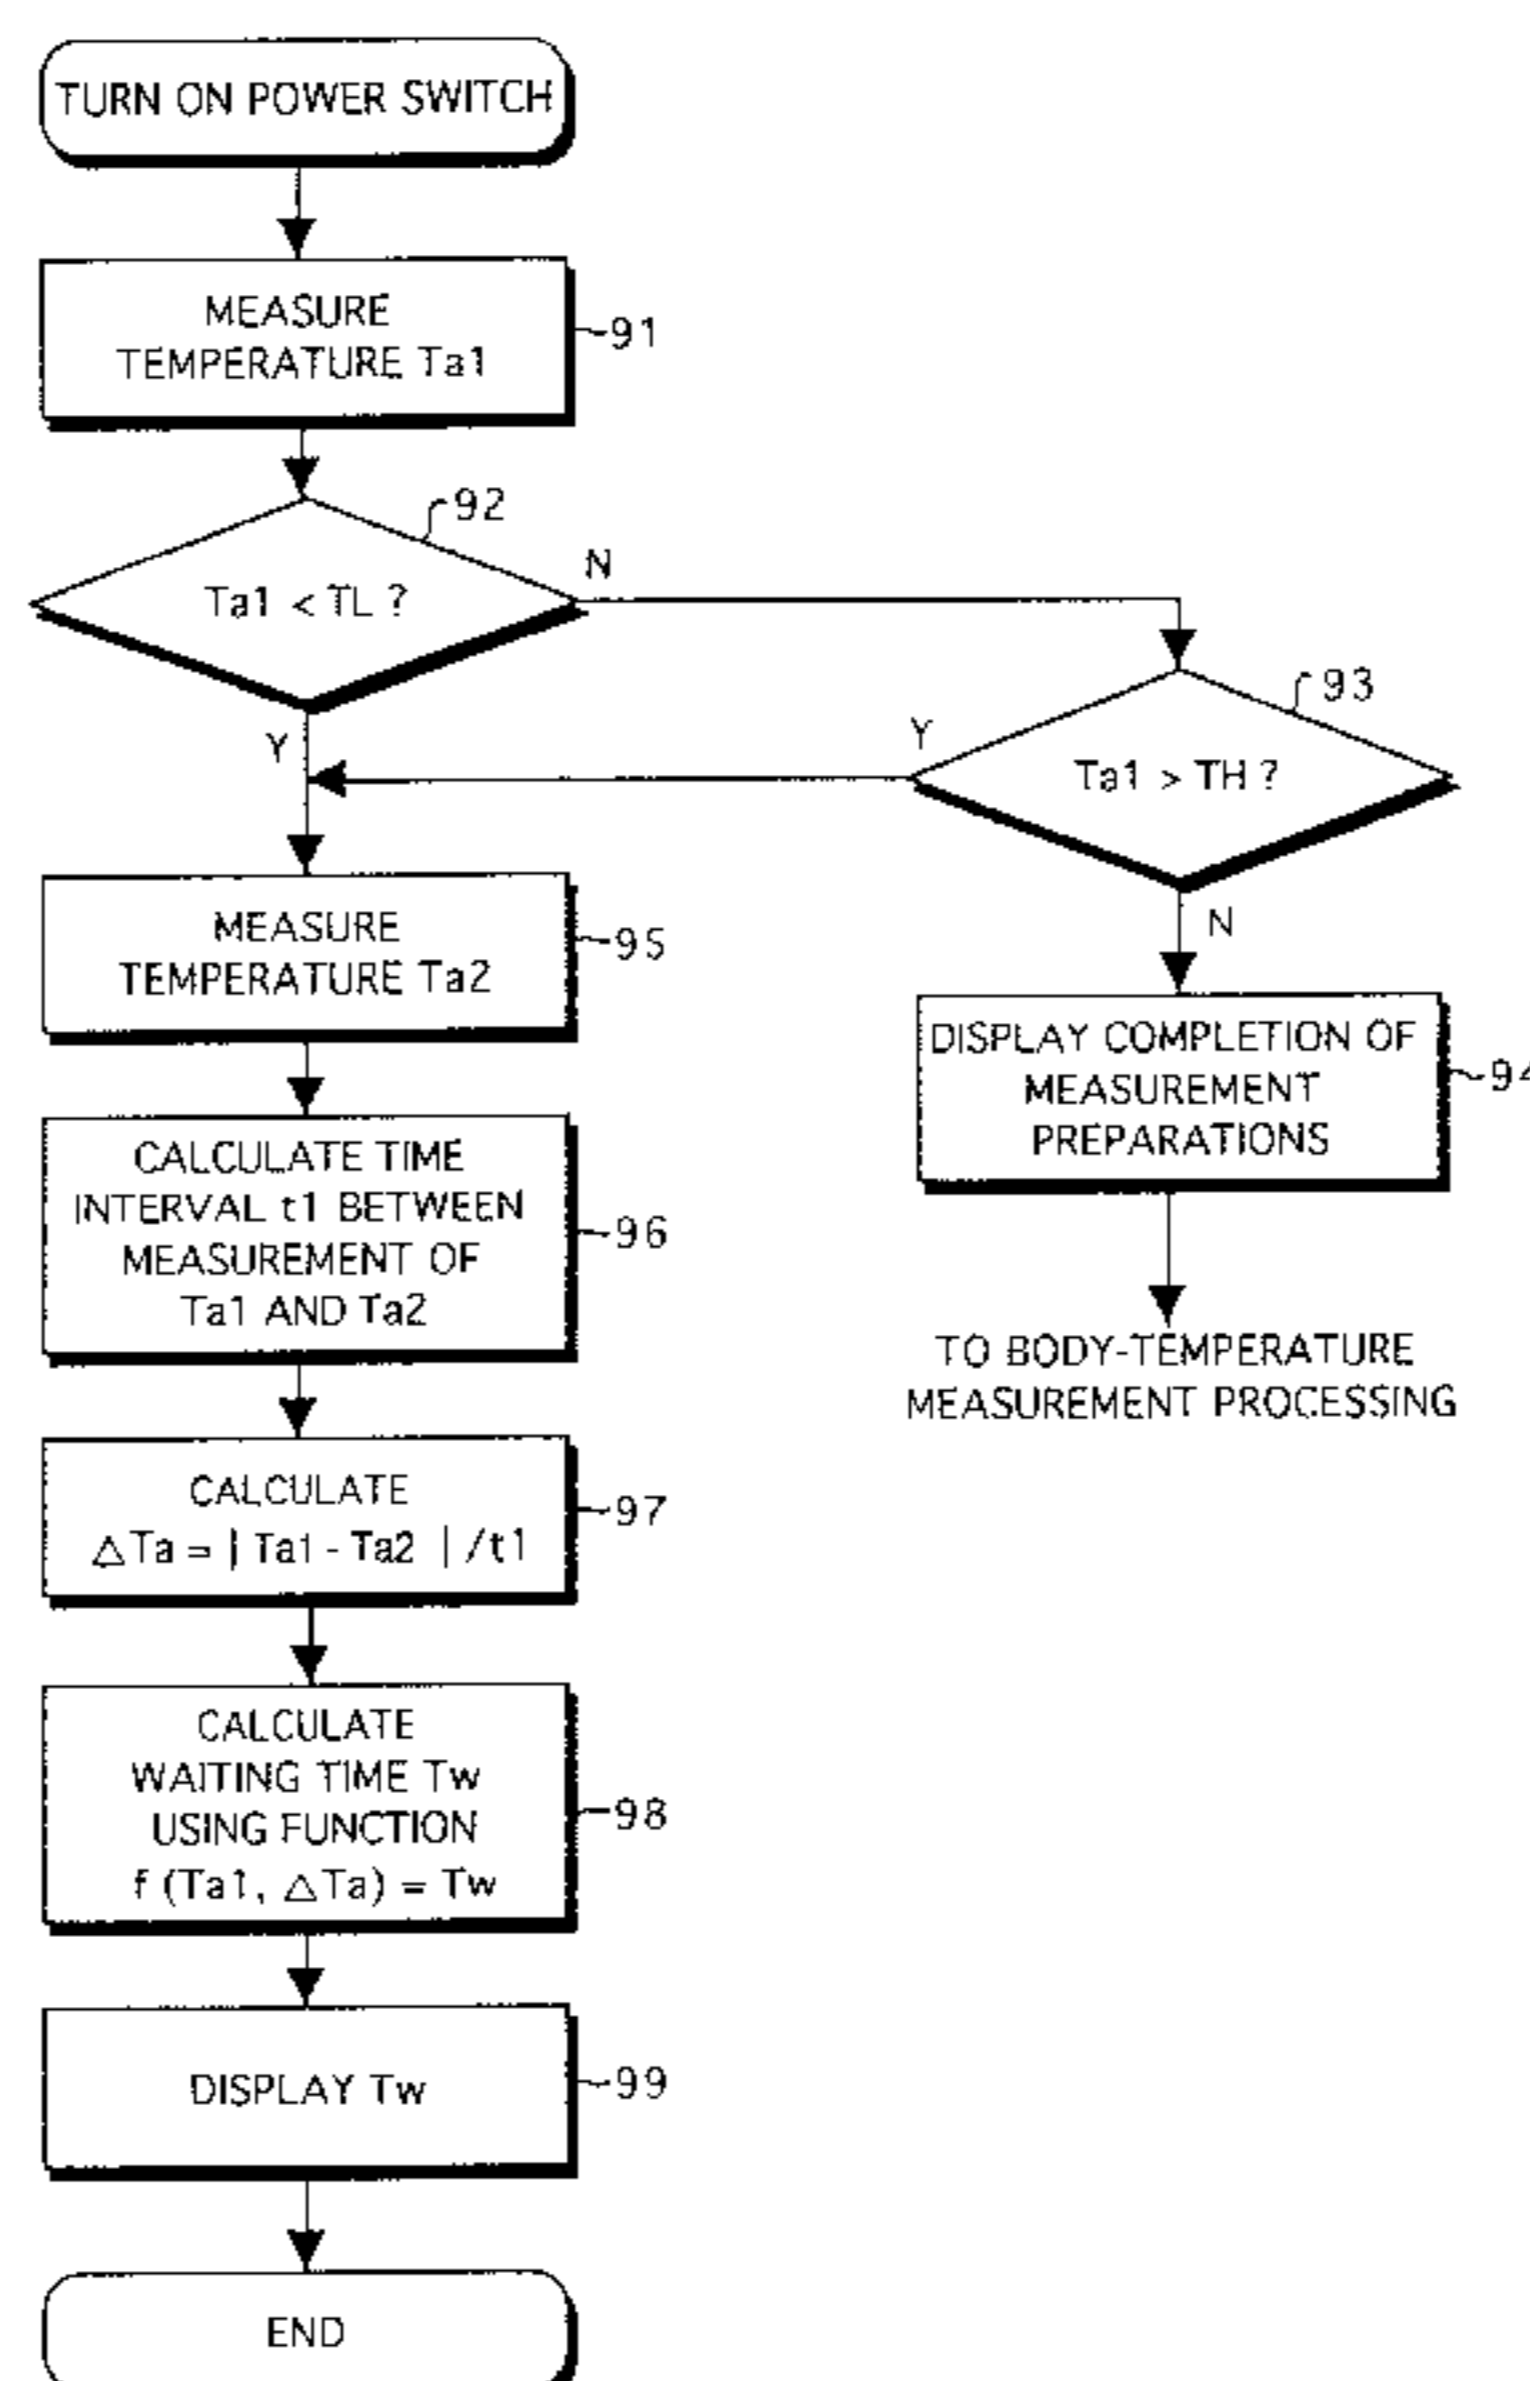 TURN ON POWER SWITCH
MEASURE
TEMPERATURE Ta1
91
92
Ta1 < TL ?
N
Y
93
Ta1 > TH ?
Y
N
MEASURE
TEMPERATURE Ta2
95
DISPLAY COMPLETION OF
MEASUREMENT
PREPARATIONS
94
TO BODY-TEMPERATURE
MEASUREMENT PROCESSING
CALCULATE TIME
INTERVAL t1 BETWEEN
MEASUREMENT OF
Ta1 AND Ta2
96
CALCULATE
△Ta = | Ta1 - Ta2 | /t1
97
CALCULATE
WAITING TIME Tw
USING FUNCTION
f (Ta1, △Ta) = Tw
98
DISPLAY Tw
99
END